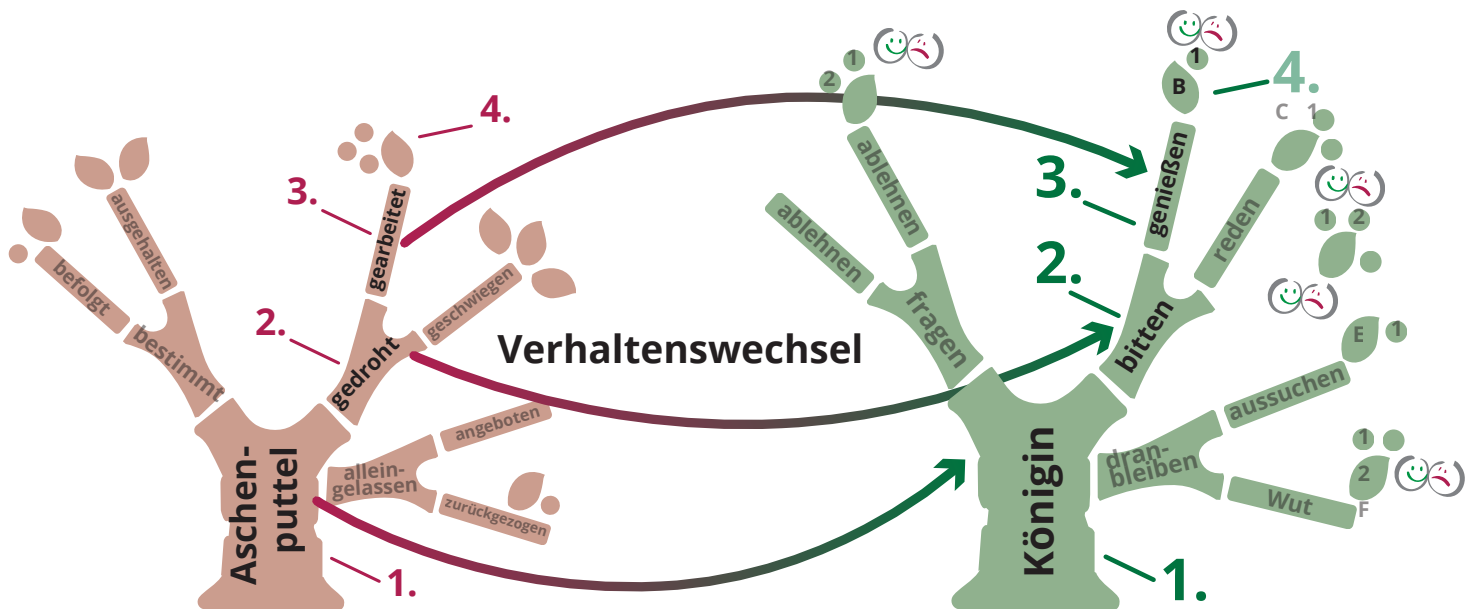 4.
3.
2.
1.
ausgehalten
befolgt
bestimmt
gearbeitet
geschwiegen
gedroht
angeboten
allein-
gelassen
zurückgezogen
Aschen-
puttel
Verhaltenswechsel
1
2
ablehnen
ablehnen
fragen
1
B
4.
C 1
3.
genießen
reden
2.
bitten
1 2
E 1
aussuchen
dran-
bleiben
1
2
F
Wut
Königin
1.